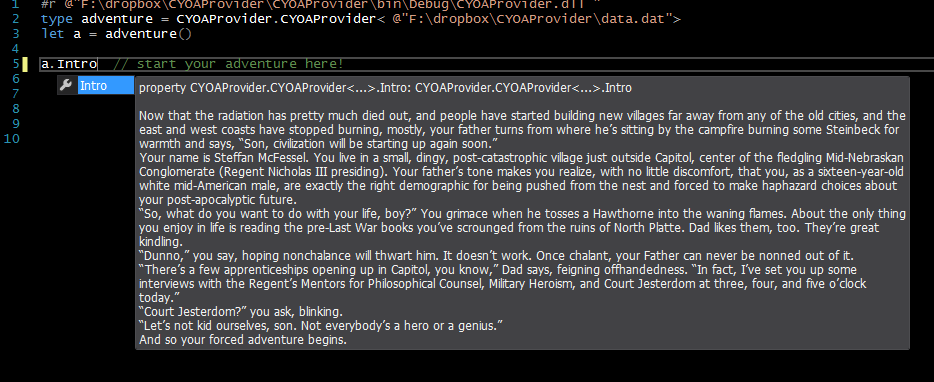 1 #r @"F:\dropbox\CYOAProvider\CYOAProvider\bin\Debug\CYOAProvider.dll "
2 type adventure = CYOAProvider.CYOAProvider< @"F:\dropbox\CYOAProvider\data.dat">
3 let a = adventure()
4
5 a.Intro // start your adventure here!
6 Intro property CYOAProvider.CYOAProvider<...>.Intro: CYOAProvider.CYOAProvider<...>.Intro
7
8 Now that the radiation has pretty much died out, and people have started building new villages far away from any of the old cities, and the
9 east and west coasts have stopped burning, mostly, your father turns from where he's sitting by the campfire burning some Steinbeck for
10 warmth and says, “Son, civilization will be starting up again soon.”
Your name is Steffan McFessel. You live in a small, dingy, post-catastrophic village just outside Capitol, center of the fledgling Mid-Nebraskan
Conglomerate (Regent Nicholas III presiding). Your father’s tone makes you realize, with no little discomfort, that you, as a sixteen-year-old
white mid-American male, are exactly the right demographic for being pushed from the nest and forced to make haphazard choices about
your post-apocalyptic future.
“So, what do you want to do with your life, boy?” You grimace when he tosses a Hawthorne into the waning flames. About the only thing
you enjoy in life is reading the pre-Last War books you’ve scrounged from the ruins of North Platte. Dad likes them, too. They’re great
kindling.
“Dunno,” you say, hoping nonchalance will thwart him. It doesn’t work. Once chalant, your Father can never be nonned out of it.
“There’s a few apprenticeships opening up in Capitol, you know,” Dad says, feigning offhandedness. “In fact, I’ve set you up some
interviews with the Regent’s Mentors for Philosophical Counsel, Military Heroism, and Court Jesterdom at three, four, and five o’clock
today.”
“Court Jesterdom?” you ask, blinking.
“Let’s not kid ourselves, son. Not everybody’s a hero or a genius.”
And so your forced adventure begins.